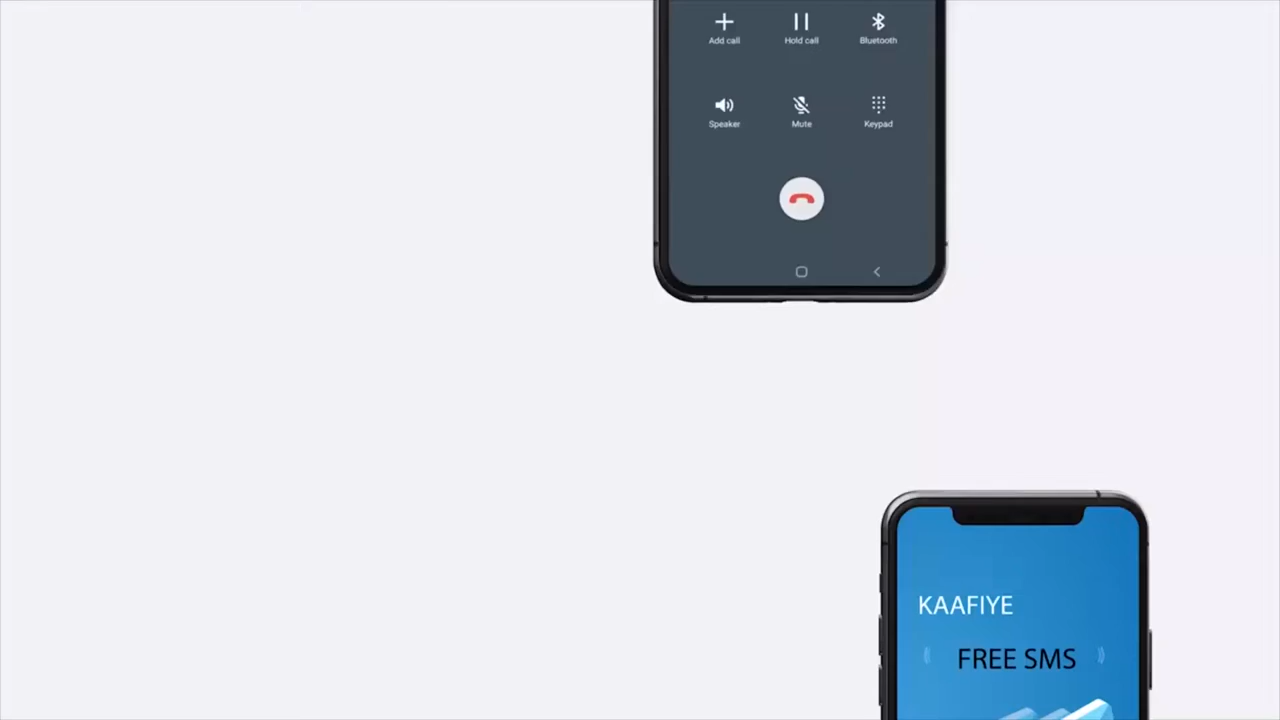 Add call Hold call Bluetooth
Speaker Mute Keypad
KAAFIYE
FREE SMS